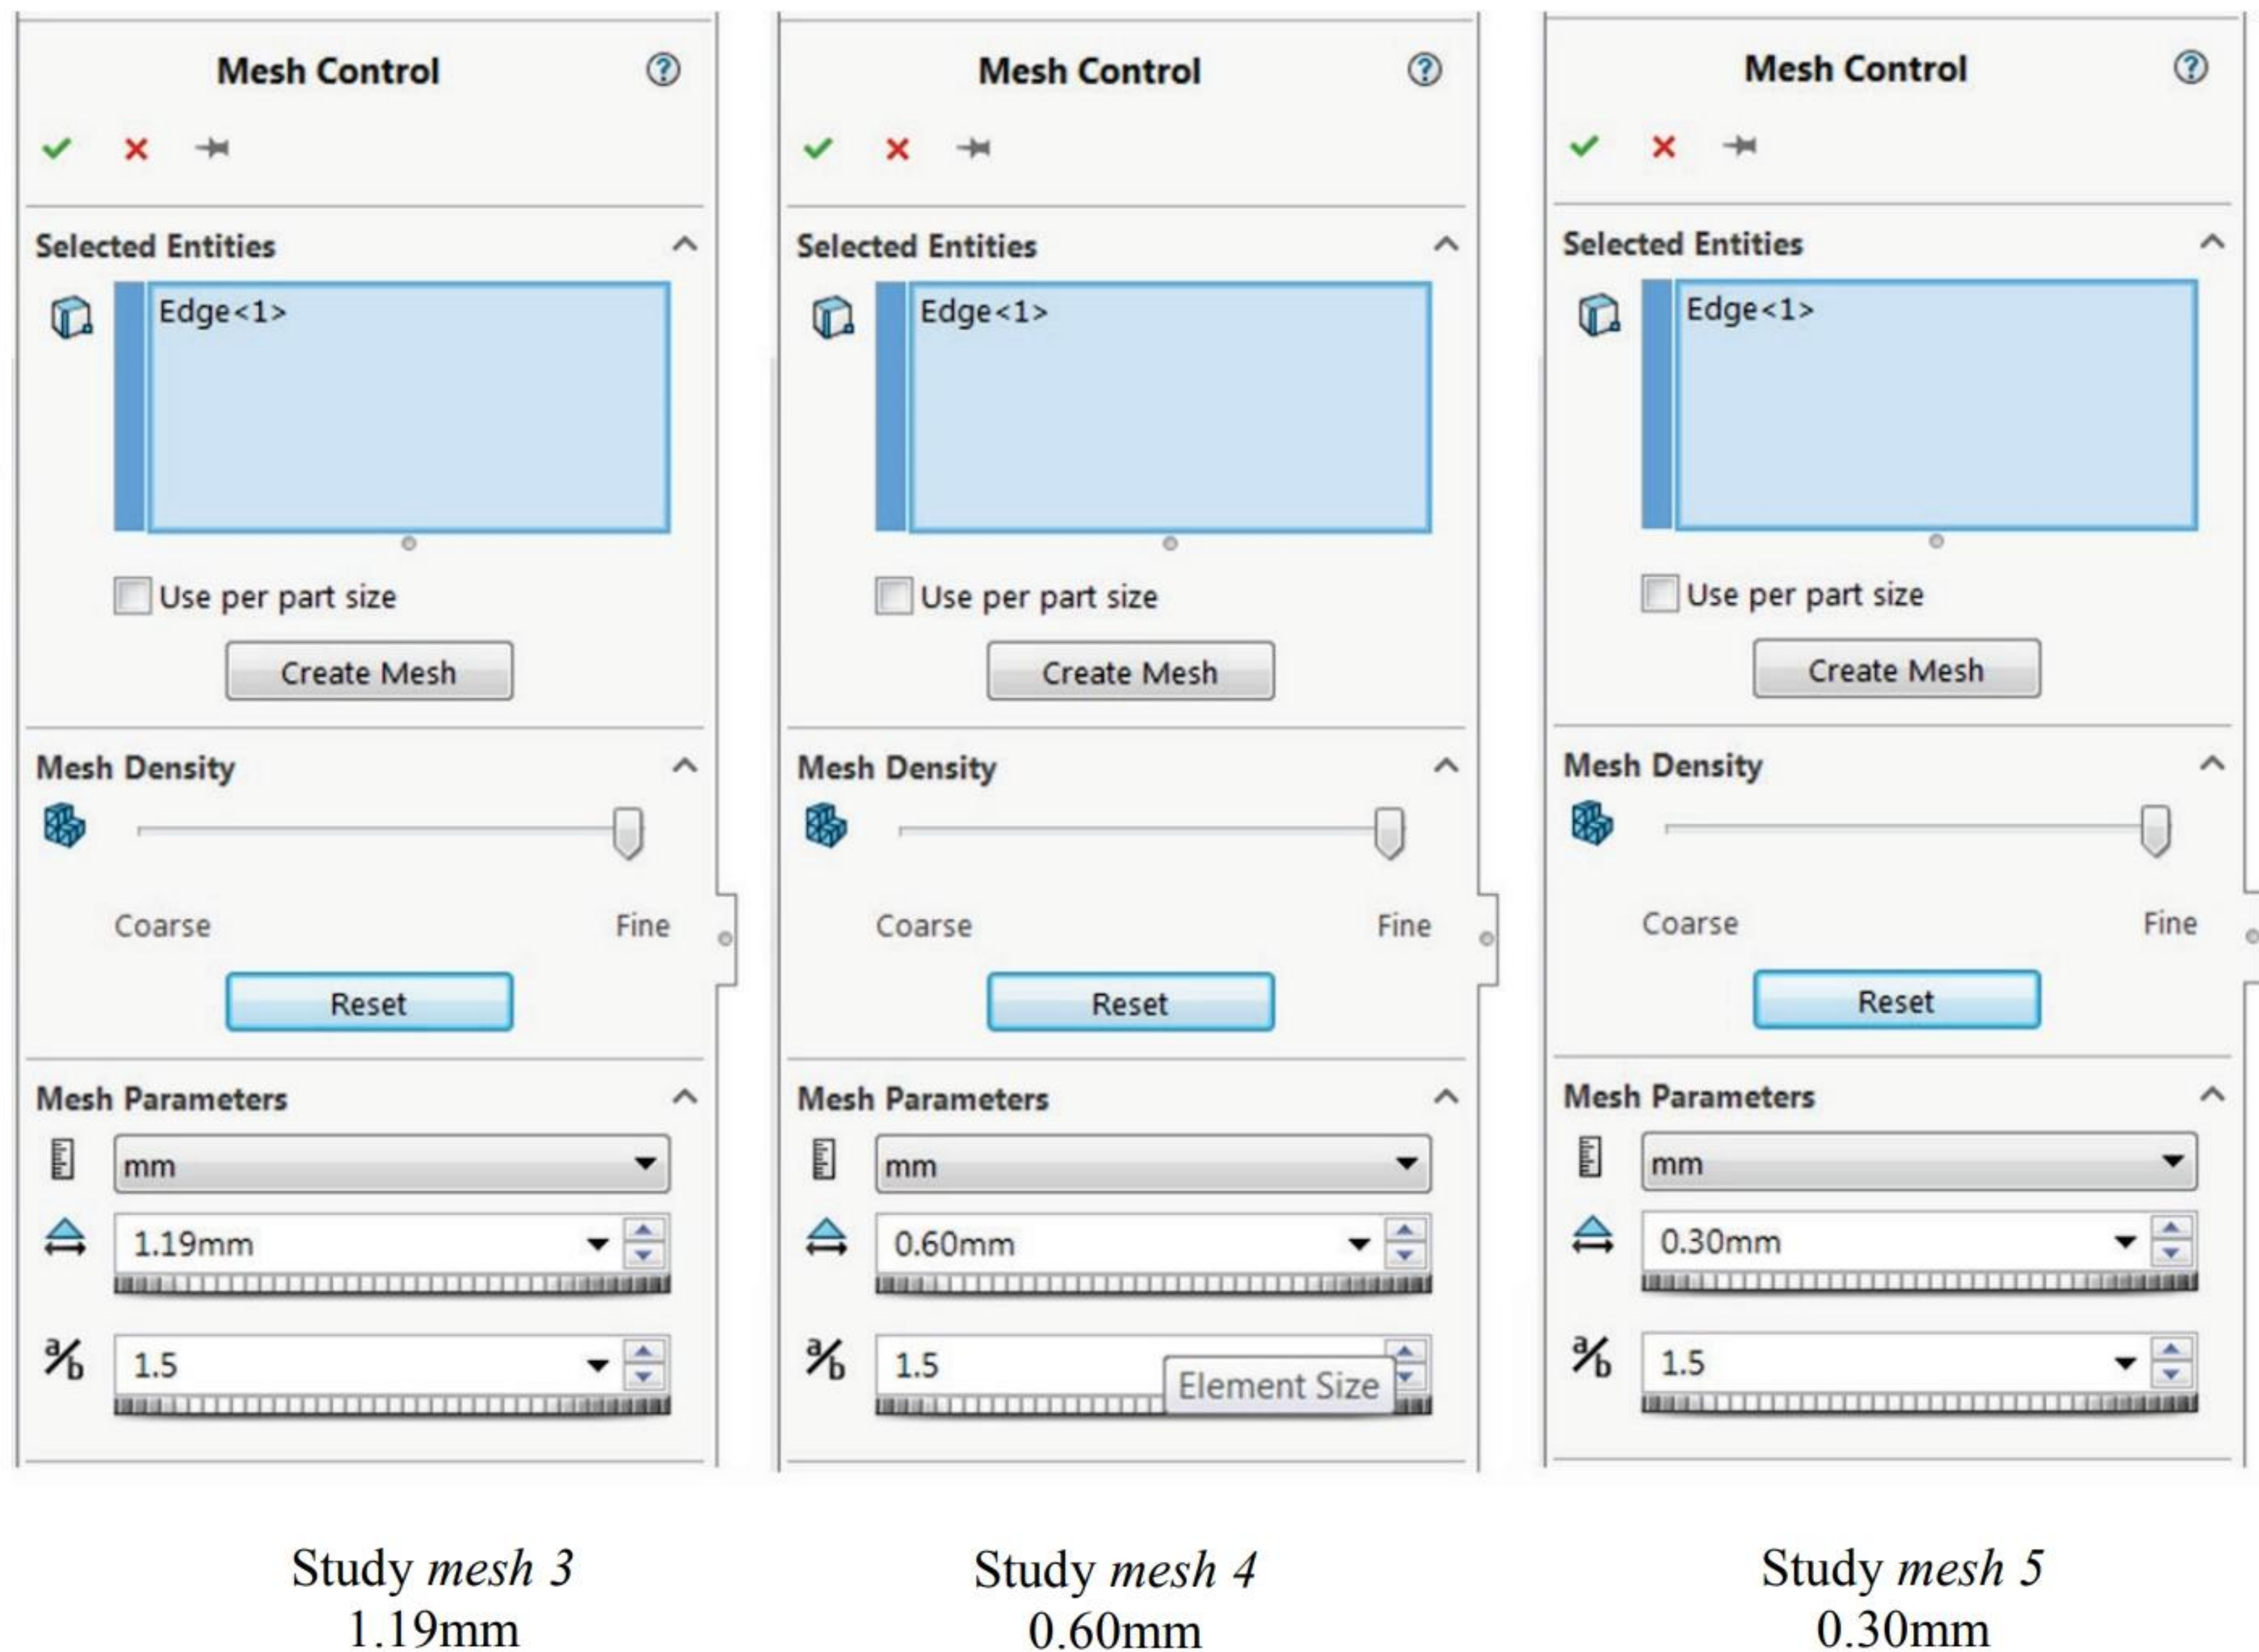 Mesh Control
Selected Entities
Edge<1>
Use per part size
Create Mesh
Mesh Density
Coarse Fine
Reset
Mesh Parameters
mm
1.19mm
a/b 1.5
Study mesh 3
1.19mm
Mesh Control
Selected Entities
Edge<1>
Use per part size
Create Mesh
Mesh Density
Coarse Fine
Reset
Mesh Parameters
mm
0.60mm
a/b 1.5
Element Size
Study mesh 4
0.60mm
Mesh Control
Selected Entities
Edge<1>
Use per part size
Create Mesh
Mesh Density
Coarse Fine
Reset
Mesh Parameters
mm
0.30mm
a/b 1.5
Study mesh 5
0.30mm